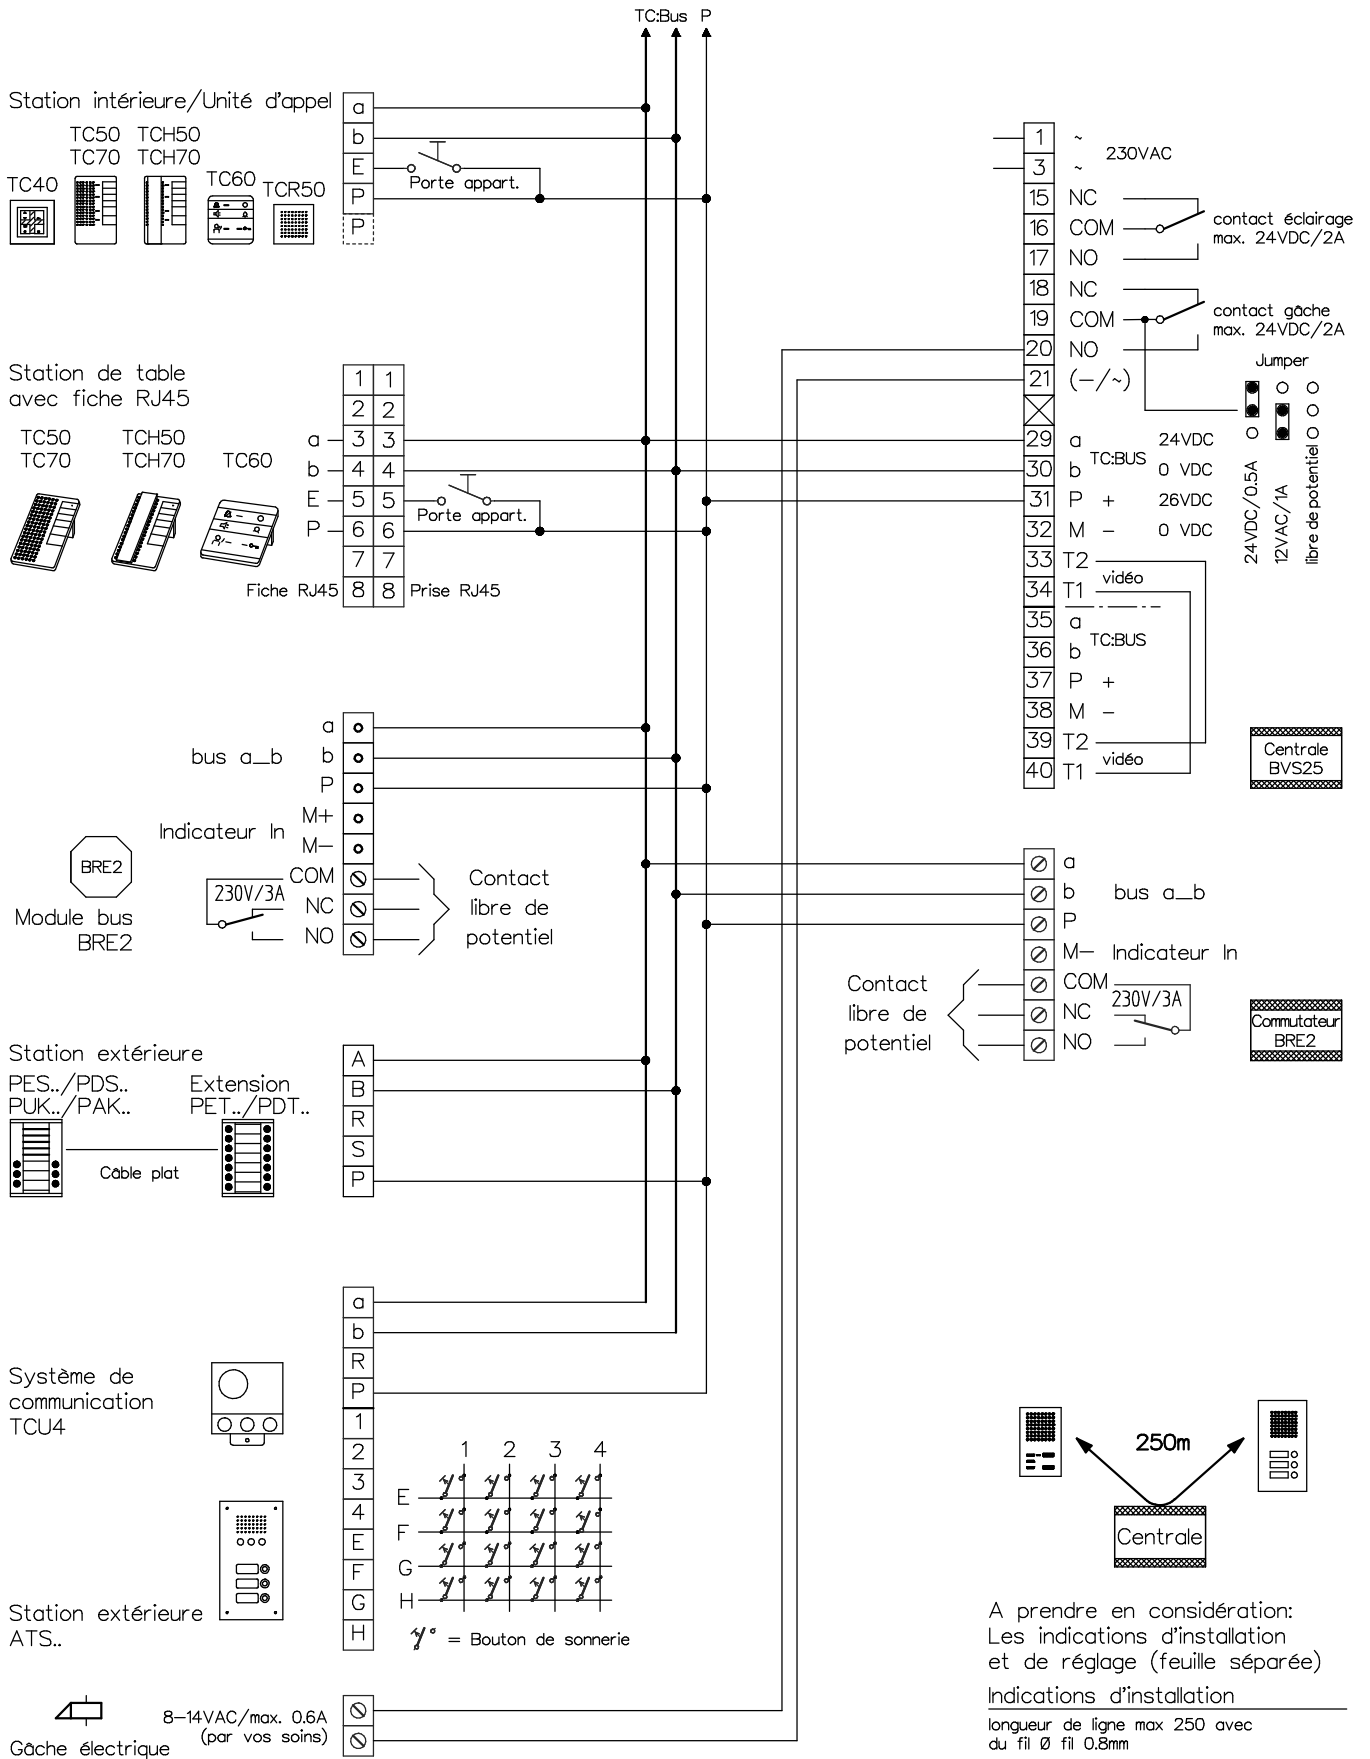 TC:Bus P
Station intérieure/Unité d'appel
TC50 TCH50
TC70 TCH70
TC40
TC60
TCR50
a
b
E
P
P
Porte appart.
Station de table
avec fiche RJ45
TC50 TCH50
TC70 TCH70 TC60
1 1
2 2
a 3 3
b 4 4
E 5 5
P 6 6
7 7
8 8
Porte appart.
Fiche RJ45
Prise RJ45
a
bus a_b b
P
M+
Indicateur In
M-
COM
NC
NO
230V/3A
BRE2
Module bus
BRE2
Contact
libre de
potentiel
Station extérieure
PES../PDS..
PUK../PAK..
Extension
PET../PDT..
Câble plat
A
B
R
S
P
Système de
communication
TCU4
a
b
R
P
1
2
3
4
E
F
G
H
1 2 3 4
E
F
G
H
= Bouton de sonnerie
Station extérieure
ATS..
8-14VAC/max. 0.6A
(par vos soins)
Gâche électrique
1 ~
3 ~
230VAC
15 NC
16 COM
17 NO
contact éclairage
max. 24VDC/2A
18 NC
19 COM
20 NO
contact gâche
max. 24VDC/2A
21 (-/~)
Jumper
24VDC/0.5A
12VAC/1A
libre de potentiel
29 a 24VDC
TC:BUS
30 b 0 VDC
31 P + 26VDC
32 M - 0 VDC
33 T2
vidéo
34 T1
35 a
TC:BUS
36 b
37 P +
38 M -
39 T2
vidéo
40 T1
Centrale
BVS25
a
b bus a_b
P
M- Indicateur In
COM
NC
NO
230V/3A
Contact
libre de
potentiel
Commutateur
BRE2
250m
Centrale
A prendre en considération:
Les indications d'installation
et de réglage (feuille séparée)
Indications d'installation
longueur de ligne max 250 avec
du fil Ø fil 0.8mm